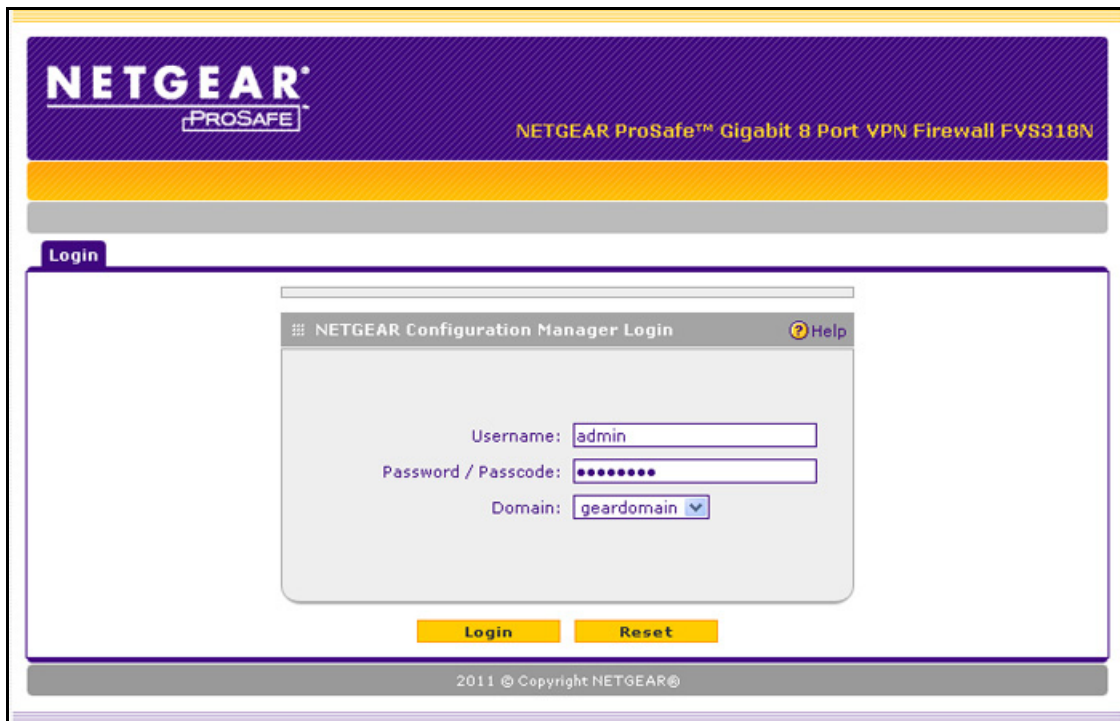 NETGEAR®
PROSAFE™
NETGEAR ProSafe™ Gigabit 8 Port VPN Firewall FVS318N
Login
NETGEAR Configuration Manager Login
? Help
Username: admin
Password / Passcode: ••••••••
Domain: geardomain
Login
Reset
2011 © Copyright NETGEAR®